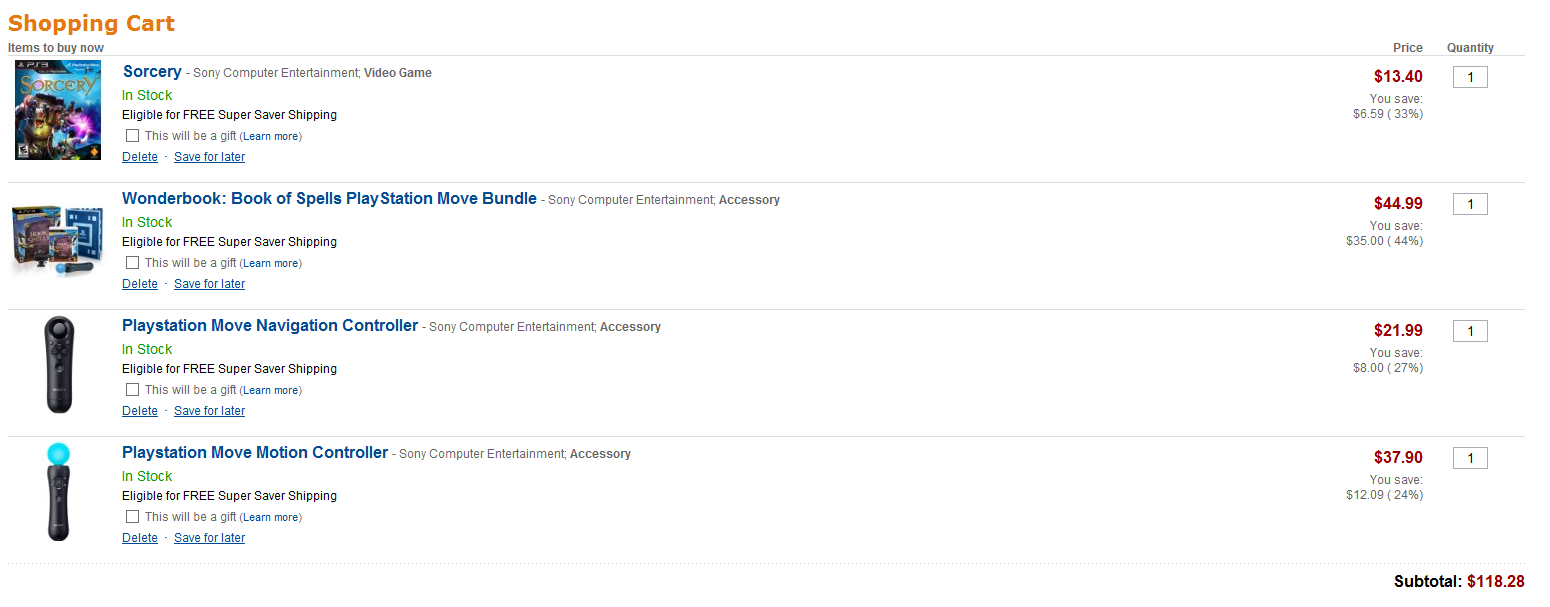 Shopping Cart
Items to buy now Price Quantity
Sorcery - Sony Computer Entertainment; Video Game $13.40 1
In Stock You save:
Eligible for FREE Super Saver Shipping $6.59 ( 33%)
This will be a gift (Learn more)
Delete · Save for later
PS3
SORCERY
Wonderbook: Book of Spells PlayStation Move Bundle - Sony Computer Entertainment; Accessory $44.99 1
In Stock You save:
Eligible for FREE Super Saver Shipping $35.00 ( 44%)
This will be a gift (Learn more)
Delete · Save for later
Playstation Move Navigation Controller - Sony Computer Entertainment; Accessory $21.99 1
In Stock You save:
Eligible for FREE Super Saver Shipping $8.00 ( 27%)
This will be a gift (Learn more)
Delete · Save for later
Playstation Move Motion Controller - Sony Computer Entertainment; Accessory $37.90 1
In Stock You save:
Eligible for FREE Super Saver Shipping $12.09 ( 24%)
This will be a gift (Learn more)
Delete · Save for later
Subtotal: $118.28